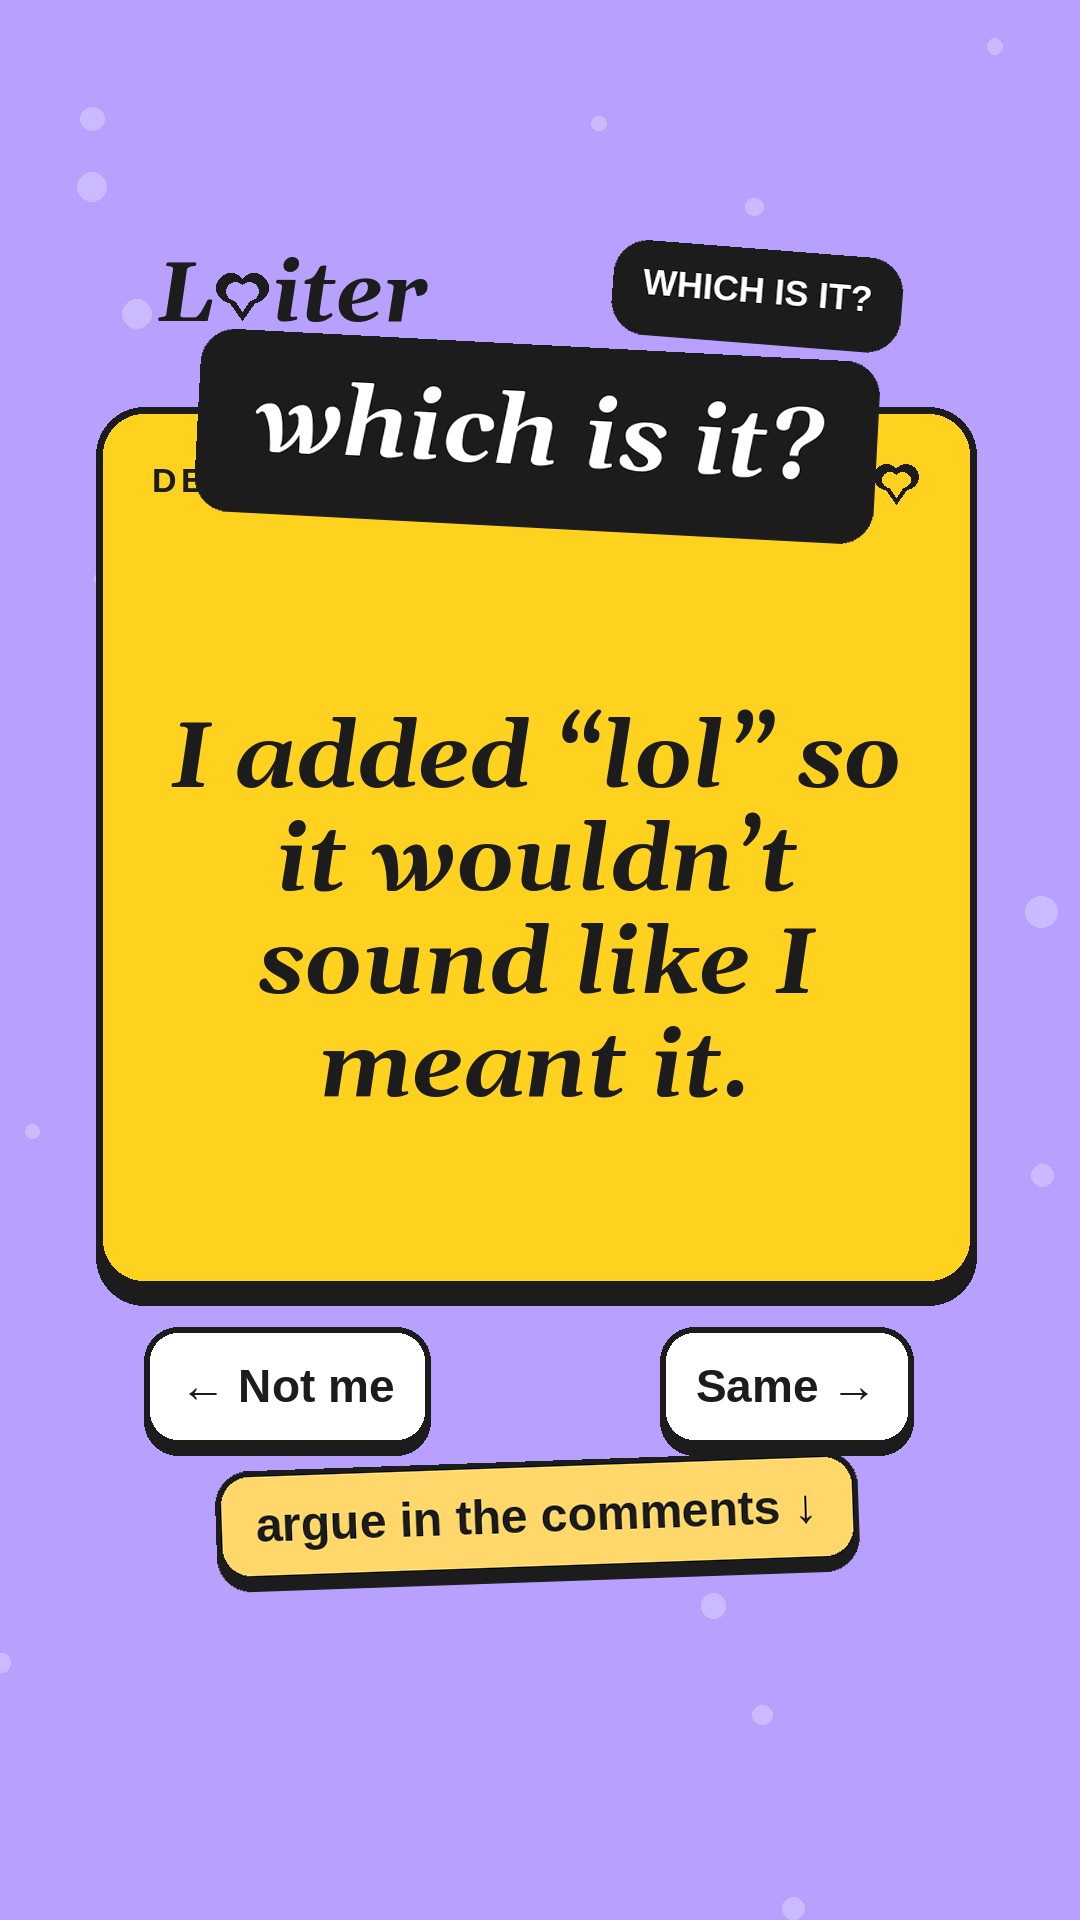 L♡iter
WHICH IS IT?
which is it?
I added “lol” so
it wouldn’t
sound like I
meant it.
← Not me
Same →
argue in the comments ↓